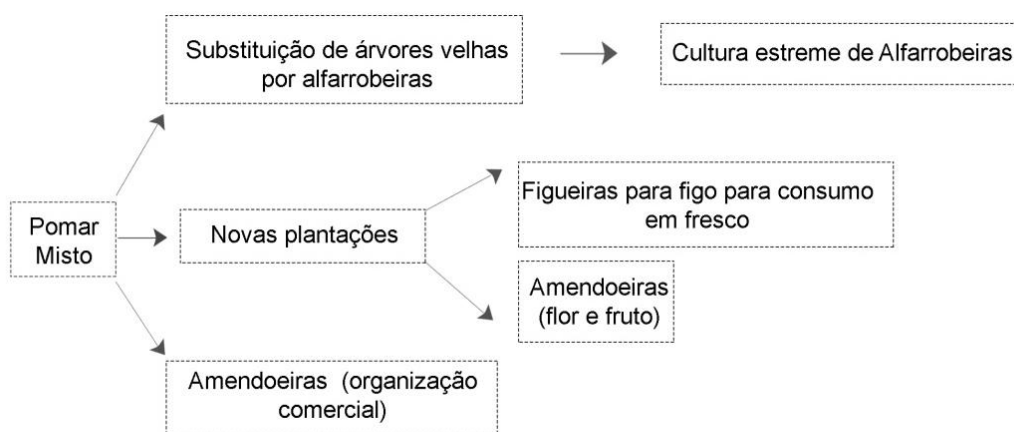 Substituição de árvores velhas
por alfarrobeiras
Cultura estreme de Alfarrobeiras
Pomar
Misto
Novas plantações
Figueiras para figo para consumo
em fresco
Amendoeiras
(flor e fruto)
Amendoeiras (organização
comercial)